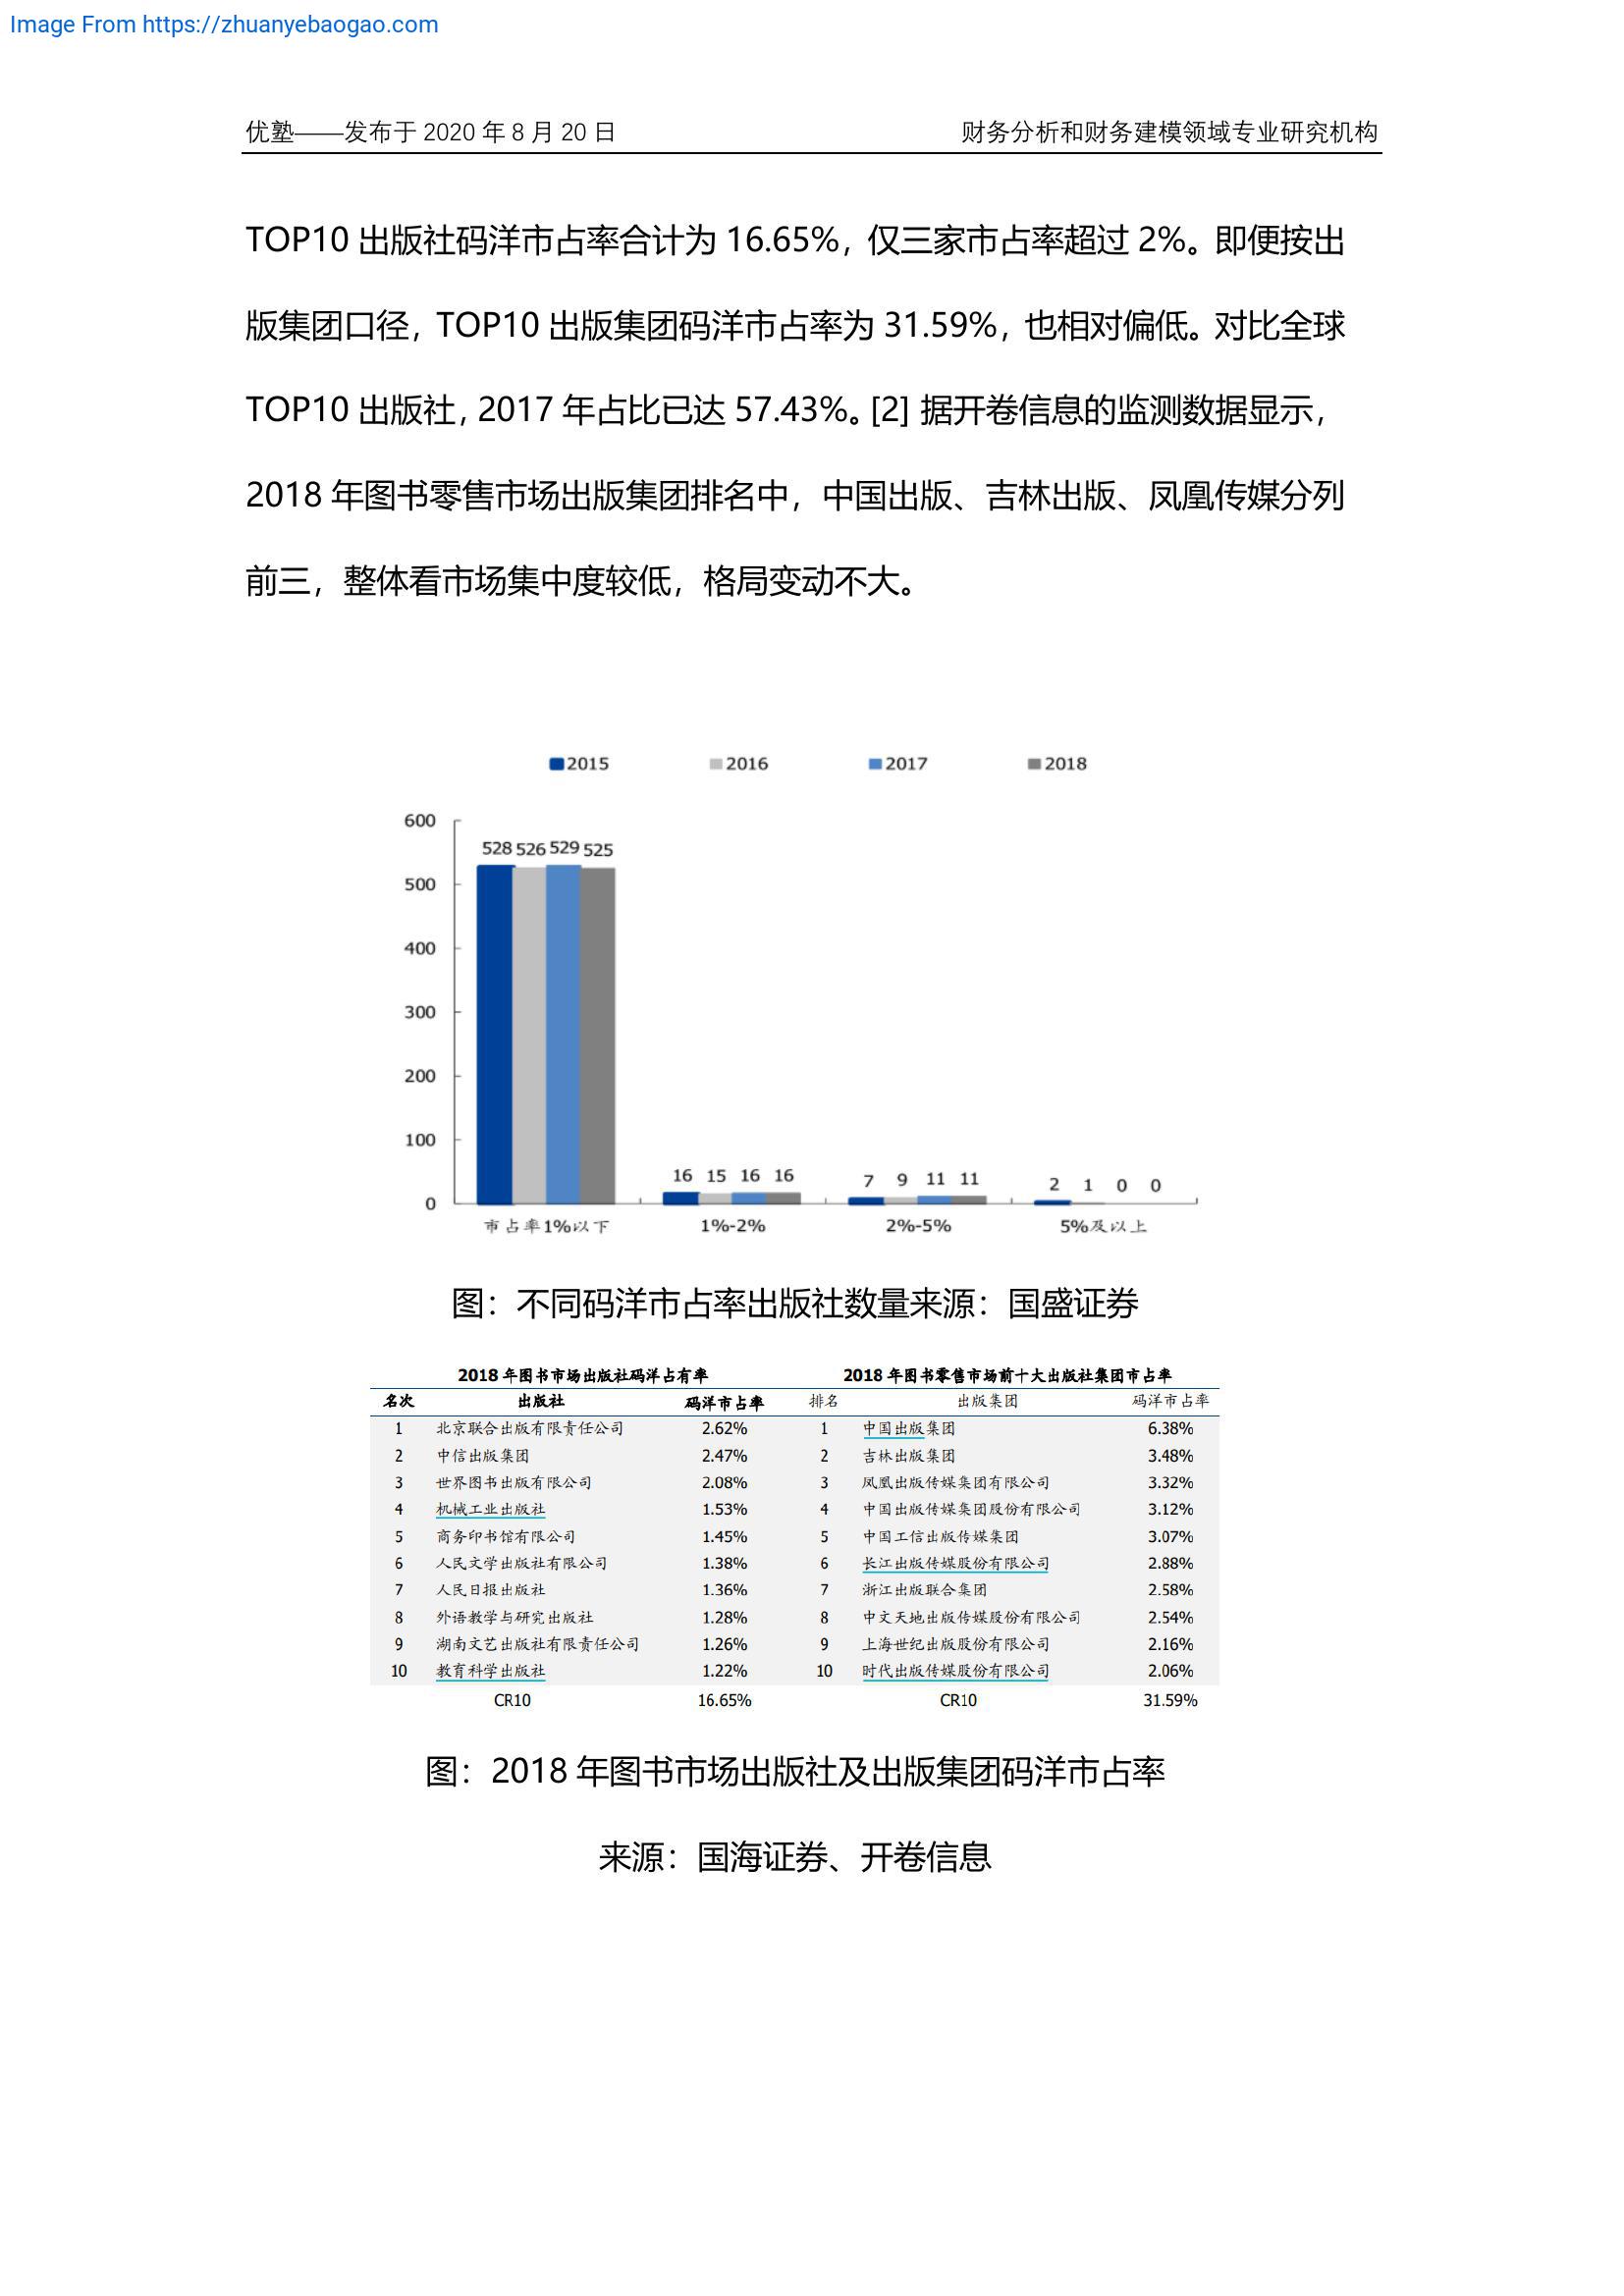 Image From https://zhuanyebaogao.com
优塾——发布于 2020 年 8 月 20 日 财务分析和财务建模领域专业研究机构
TOP10 出版社码洋市占率合计为 16.65%，仅三家市占率超过 2%。即便按出
版集团口径，TOP10 出版集团码洋市占率为 31.59%，也相对偏低。对比全球
TOP10 出版社，2017 年占比已达 57.43%。[2] 据开卷信息的监测数据显示，
2018 年图书零售市场出版集团排名中，中国出版、吉林出版、凤凰传媒分列
前三，整体看市场集中度较低，格局变动不大。
2015 2016 2017 2018
600
528 526 529 525
500
400
300
200
100
16 15 16 16 7 9 11 11 2 1 0 0
0
市占率1%以下 1%-2% 2%-5% 5%及以上
图：不同码洋市占率出版社数量来源：国盛证券
2018 年图书市场出版社码洋占有率 2018 年图书零售市场前十大出版社集团市占率
名次 出版社 码洋市占率 排名 出版集团 码洋市占率
1 北京联合出版有限责任公司 2.62% 1 中国出版集团 6.38%
2 中信出版集团 2.47% 2 吉林出版集团 3.48%
3 世界图书出版有限公司 2.08% 3 凤凰出版传媒集团有限公司 3.32%
4 机械工业出版社 1.53% 4 中国出版传媒集团股份有限公司 3.12%
5 商务印书馆有限公司 1.45% 5 中国工信出版传媒集团 3.07%
6 人民文学出版社有限公司 1.38% 6 长江出版传媒股份有限公司 2.88%
7 人民日报出版社 1.36% 7 浙江出版联合集团 2.58%
8 外语教学与研究出版社 1.28% 8 中文天地出版传媒股份有限公司 2.54%
9 湖南文艺出版社有限责任公司 1.26% 9 上海世纪出版股份有限公司 2.16%
10 教育科学出版社 1.22% 10 时代出版传媒股份有限公司 2.06%
CR10 16.65% CR10 31.59%
图：2018 年图书市场出版社及出版集团码洋市占率
来源：国海证券、开卷信息